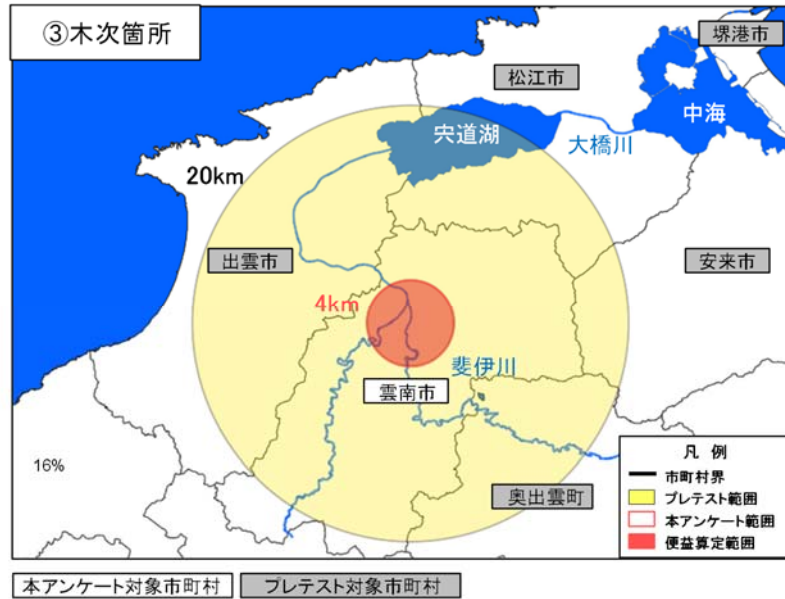 ③木次箇所
堺港市
松江市
中海
宍道湖
大橋川
20km
出雲市
安来市
4km
斐伊川
雲南市
16%
奥出雲町
凡 例
市町村界
プレテスト範囲
本アンケート範囲
便益算定範囲
本アンケート対象市町村
プレテスト対象市町村